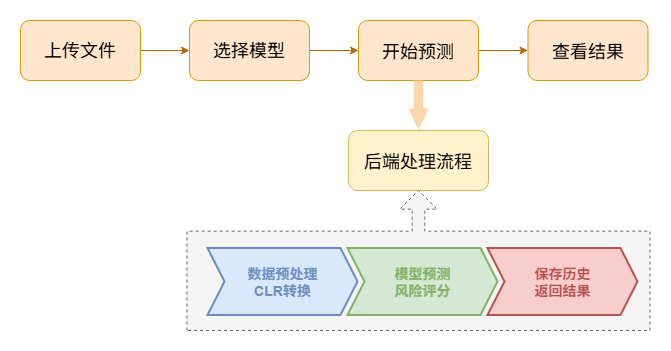 上传文件
选择模型
开始预测
查看结果
后端处理流程
数据预处理
CLR转换
模型预测
风险评分
保存历史
返回结果